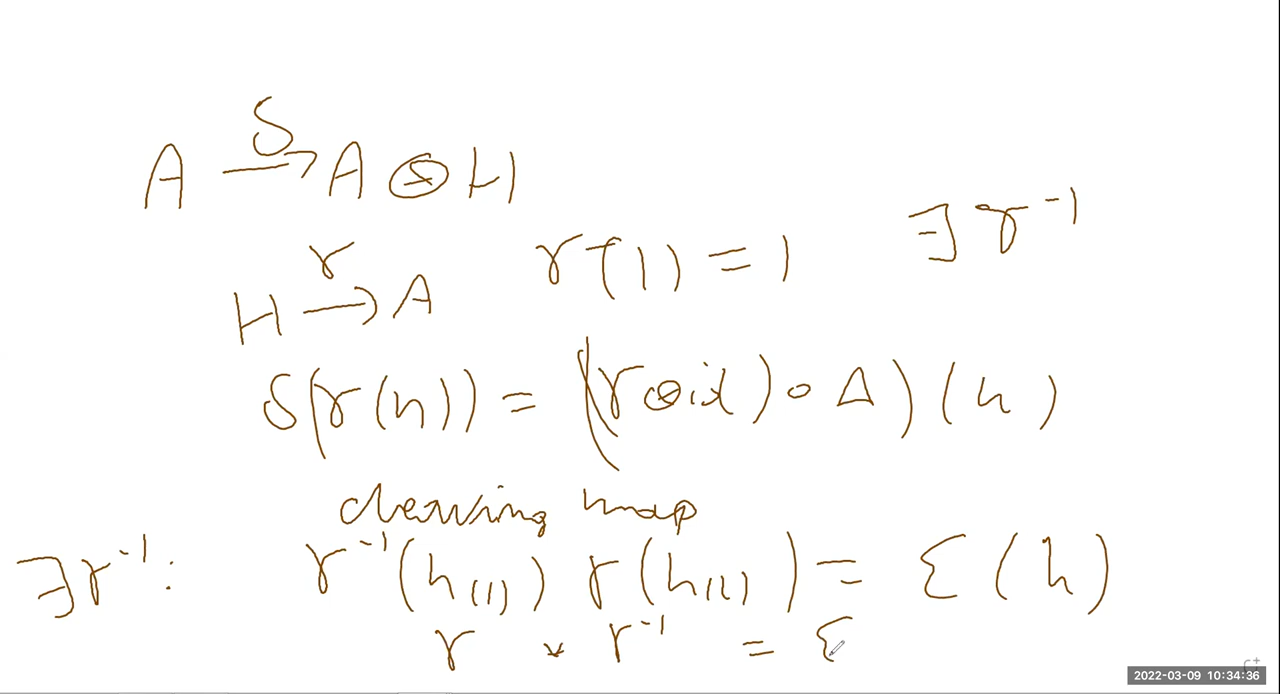 A —δ→ A ⊗ H
∃ γ⁻¹
H —γ→ A    γ(1) = 1
δ(γ(h)) = ((γ⊗id) ∘ Δ)(h)
cleaving map
∃γ⁻¹: γ⁻¹(h₍₁₎) γ(h₍₂₎) = ε(h)
γ * γ⁻¹ = ε
2022-03-09 10:34:36